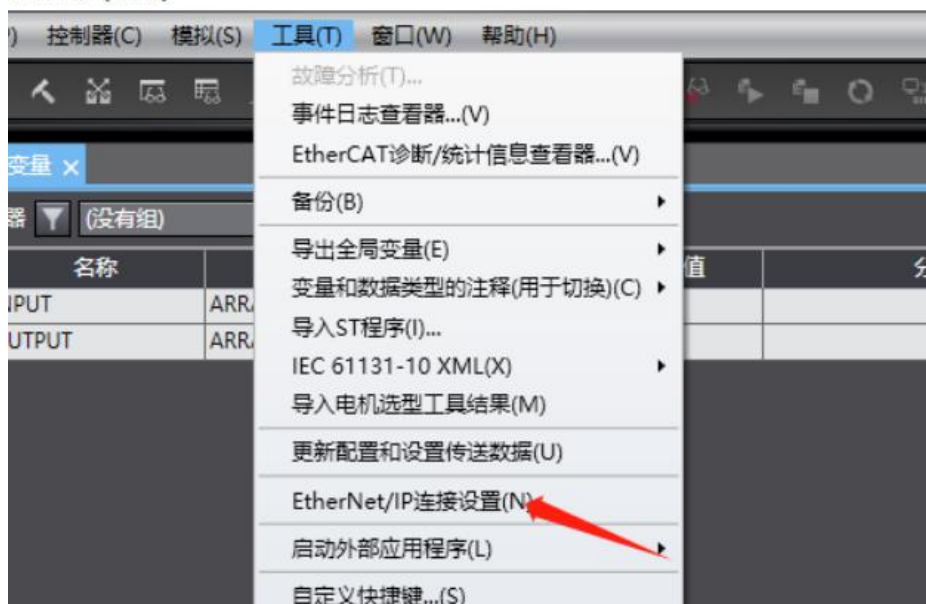 控制器(C) 模拟(S) 工具(T) 窗口(W) 帮助(H)
故障分析(T)...
事件日志查看器...(V)
变量 ×
EtherCAT诊断/统计信息查看器...(V)
器 (没有组)
备份(B)
名称 值
导出全局变量(E)
NPUT ARRA
变量和数据类型的注释(用于切换)(C)
UTPUT ARRA
导入ST程序(I)...
IEC 61131-10 XML(X)
导入电机选型工具结果(M)
更新配置和设置传送数据(U)
EtherNet/IP连接设置(N)
启动外部应用程序(L)
自定义快捷键...(S)